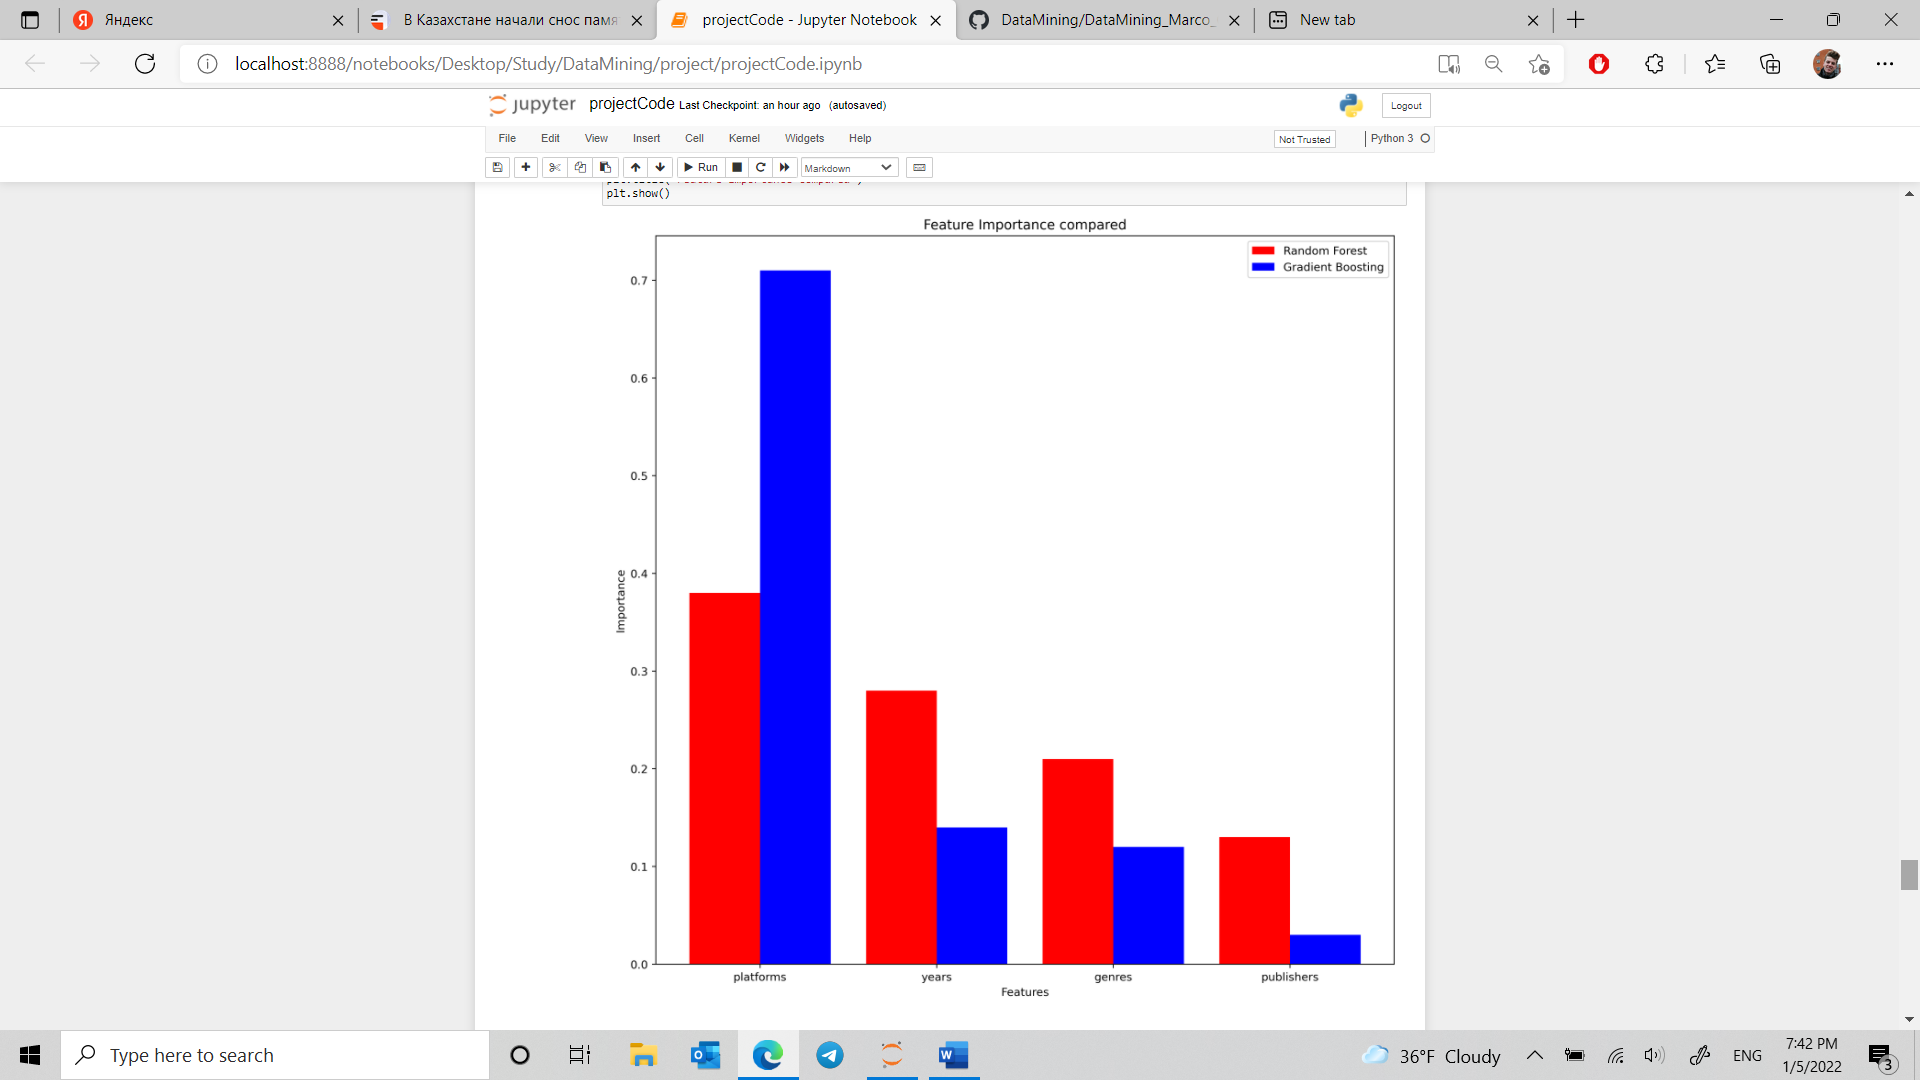 Яндекс
В Казахстане начали снос памя
projectCode - Jupyter Notebook
DataMining/DataMining_Marco_
New tab
localhost:8888/notebooks/Desktop/Study/DataMining/project/projectCode.ipynb
jupyter projectCode Last Checkpoint: an hour ago (autosaved)
Logout
File Edit View Insert Cell Kernel Widgets Help
Not Trusted
Python 3
Run
Markdown
plt.show()
Feature Importance compared
Random Forest
Gradient Boosting
0.7
0.6
0.5
0.4
0.3
0.2
0.1
0.0
Importance
platforms years genres publishers
Features
Type here to search
36°F Cloudy
ENG
7:42 PM
1/5/2022
3